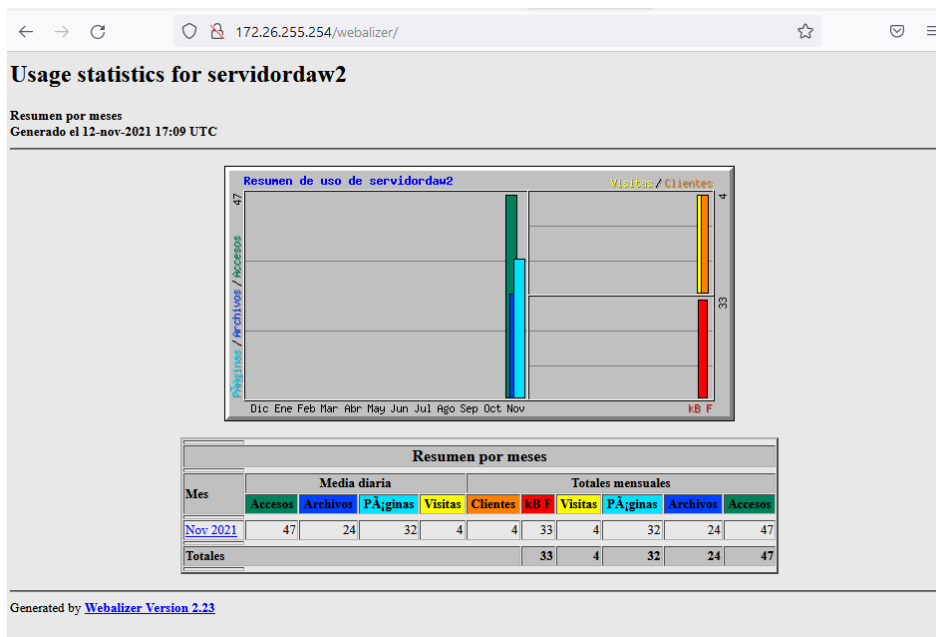 172.26.255.254/webalizer/
Usage statistics for servidordaw2
Resumen por meses
Generado el 12-nov-2021 17:09 UTC
Resumen de uso de servidordaw2
Visitas/Clientes
47
4
33
PÃ¡ginas/Archivos/Accesos
Dic Ene Feb Mar Abr May Jun Jul Ago Sep Oct Nov
kB F
Resumen por meses
Mes Media diaria Totales mensuales
Accesos Archivos PÃ¡ginas Visitas Clientes kB F Visitas PÃ¡ginas Archivos Accesos
Nov 2021 47 24 32 4 4 33 4 32 24 47
Totales 33 4 32 24 47
Generated by Webalizer Version 2.23